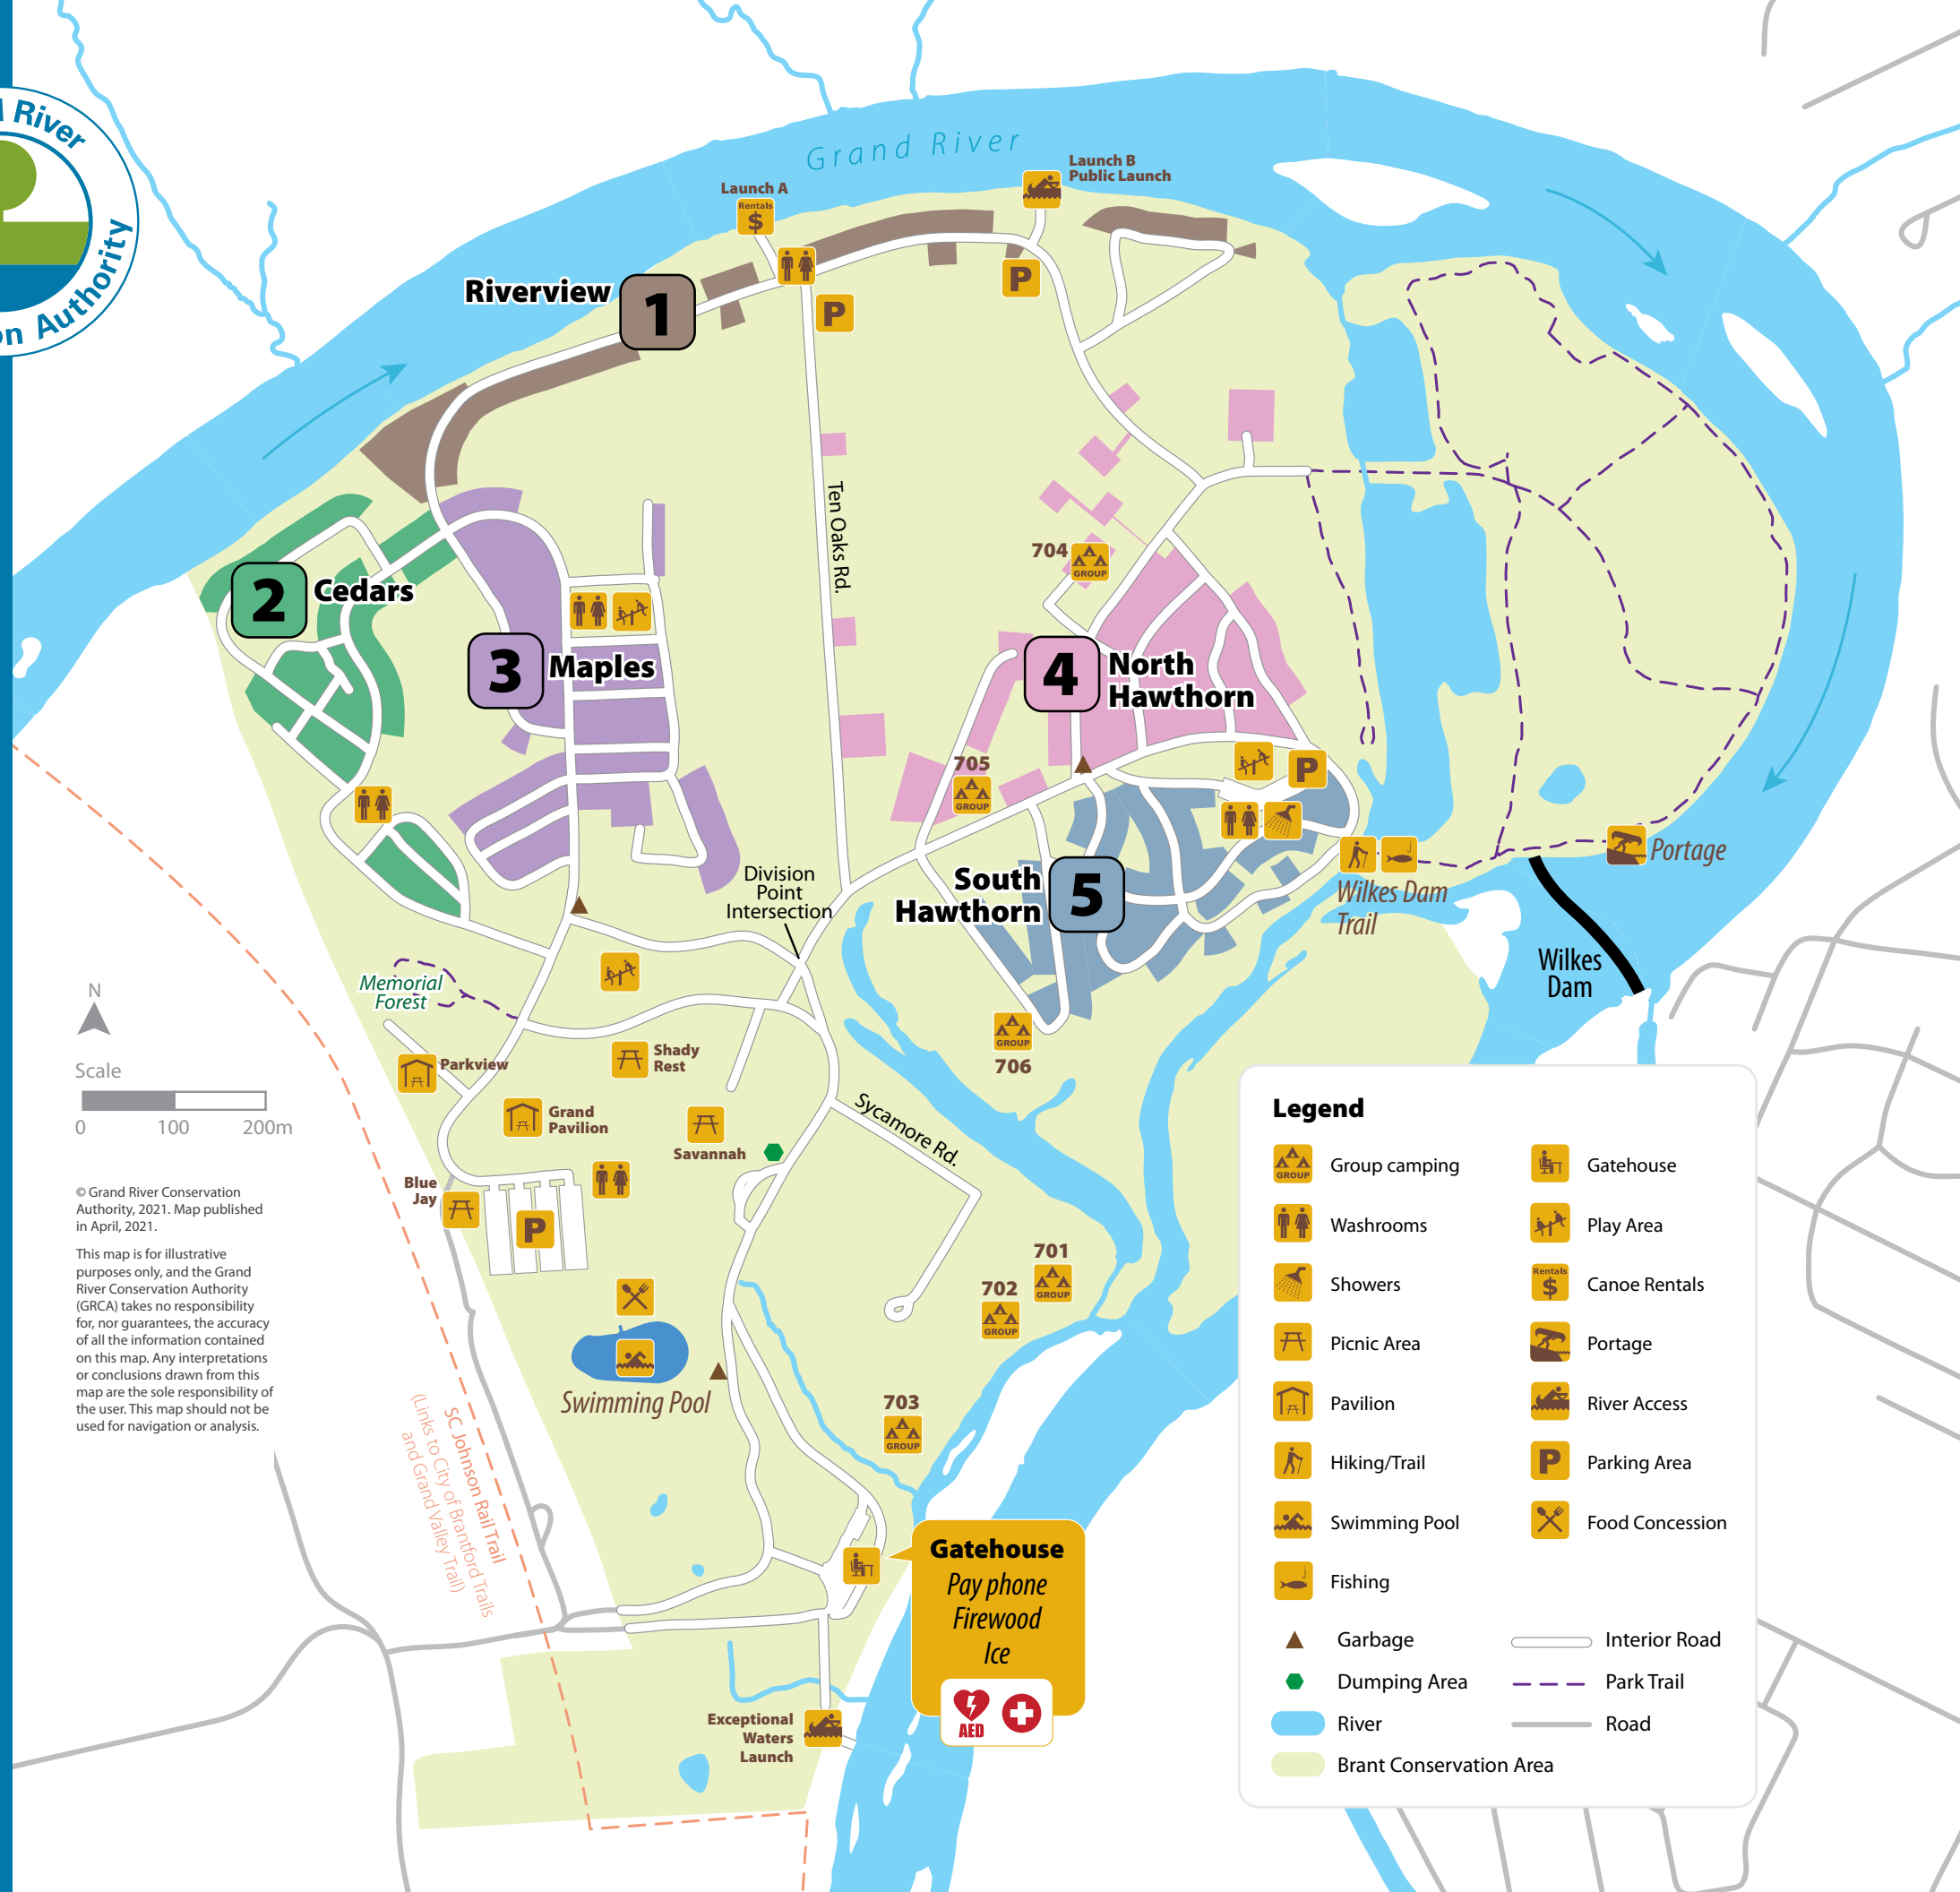 River
Authority
Grand River
Launch A
Rentals
$
Launch B
Public Launch
P
P
Riverview
1
2
Cedars
3
Maples
Ten Oaks Rd.
704
GROUP
4
North
Hawthorn
705
GROUP
P
South
Hawthorn
5
Division
Point
Intersection
Portage
Wilkes Dam
Trail
Wilkes
Dam
Memorial
Forest
N
Scale
0 100 200m
706
GROUP
Parkview
Shady
Rest
Grand
Pavilion
Savannah
Sycamore Rd.
Blue
Jay
P
© Grand River Conservation
Authority, 2021. Map published
in April, 2021.
This map is for illustrative
purposes only, and the Grand
River Conservation Authority
(GRCA) takes no responsibility
for, nor guarantees, the accuracy
of all the information contained
on this map. Any interpretations
or conclusions drawn from this
map are the sole responsibility of
the user. This map should not be
used for navigation or analysis.
701
GROUP
702
GROUP
703
GROUP
Swimming Pool
SC Johnson Rail Trail
(Links to City of Brantford Trails
and Grand Valley Trail)
Gatehouse
Pay phone
Firewood
Ice
AED
Exceptional
Waters
Launch
Legend
GROUP
Group camping
Washrooms
Showers
Picnic Area
Pavilion
Hiking/Trail
Swimming Pool
Fishing
Gatehouse
Play Area
Rentals
$
Canoe Rentals
Portage
River Access
P
Parking Area
Food Concession
Garbage
Dumping Area
River
Brant Conservation Area
Interior Road
Park Trail
Road